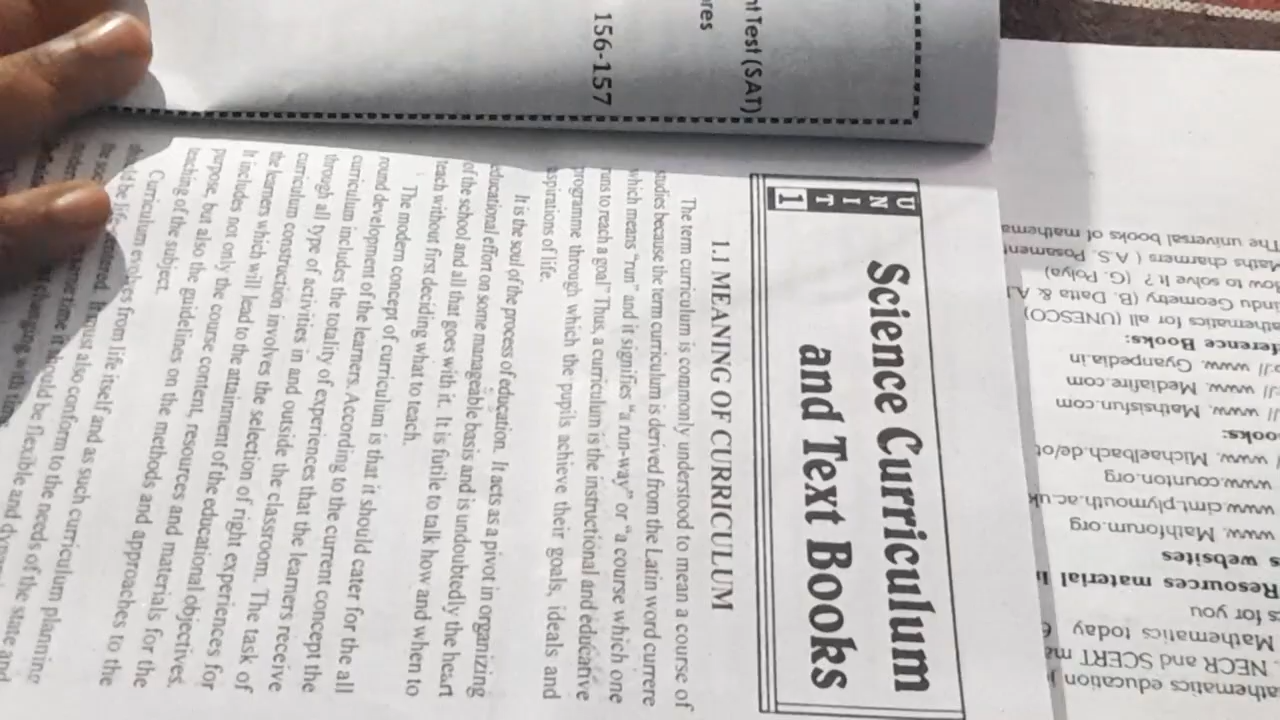 nt Test (SAT)
ores
156-157
UNIT 1
Science Curriculum
and Text Books
1.1 MEANING OF CURRICULUM
The term curriculum is commonly understood to mean a course of
studies because the term curriculum is derived from the Latin word currere
which means "run" and it signifies "a run-way" or "a course which one
runs to reach a goal" Thus, a curriculum is the instructional and educative
programme through which the pupils achieve their goals, ideals and
aspirations of life.
It is the soul of the process of education. It acts as a pivot in organizing
educational effort on some manageable basis and is undoubtedly the heart
of the school and all that goes with it. It is futile to talk how and when to
teach without first deciding what to teach.
The modern concept of curriculum is that it should cater for the all
round development of the learners. According to the current concept the
curriculum includes the totality of experiences that the learners receive
through all type of activities in and outside the classroom. The task of
curriculum construction involves the selection of right experiences for
the learners which will lead to the attainment of the educational objectives.
It includes not only the course content, resources and materials for the
purpose, but also the guidelines on the methods and approaches to the
teaching of the subject.
Curriculum evolves from life itself and as such curriculum planning
should be life centred. It must also conform to the needs of the state and
the same time it should be flexible and
changing with
athematics education
NECR and SCERT
Mathematics today
s for you
Resources material
s websites
www. Mathforum.org
www.cimt.plymouth.ac.uk
www.counton.org
www. Michaelbach.de/ot
ooks:
www. Mathsisfun.com
www. Mediafire.com
www. Gyanpedia.in
ference Books:
athematics for all (UNESCO)
indu Geometry (B. Datta &
How to solve it ? (G. Polya)
Maths charmers ( A.S. Posament
The universal books of mathema